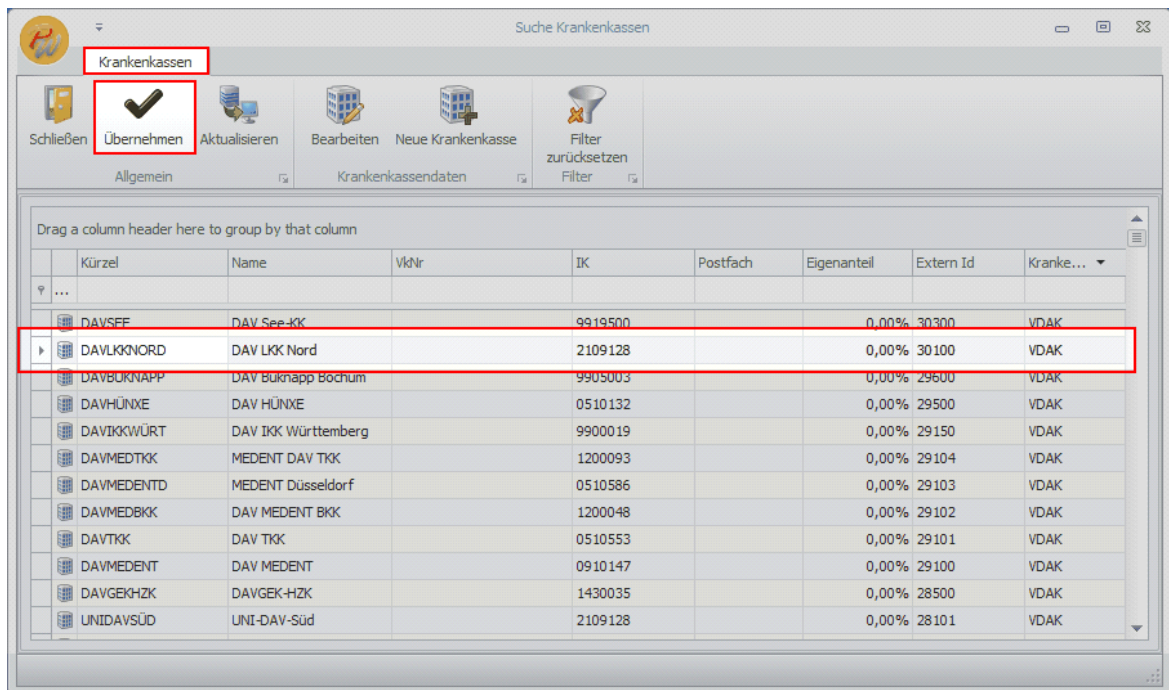 Suche Krankenkassen
Krankenkassen
Schließen Übernehmen Aktualisieren Bearbeiten Neue Krankenkasse Filter zurücksetzen
Allgemein Krankenkassendaten Filter
Drag a column header here to group by that column
Kürzel Name VkNr IK Postfach Eigenanteil Extern Id Kranke...
...
DAVSEE DAV See-KK 9919500 0,00% 30300 VDAK
DAVLKKNORD DAV LKK Nord 2109128 0,00% 30100 VDAK
DAVBUKNAPP DAV Buknapp Bochum 9905003 0,00% 29600 VDAK
DAVHÜNXE DAV HÜNXE 0510132 0,00% 29500 VDAK
DAVIKKWÜRT DAV IKK Württemberg 9900019 0,00% 29150 VDAK
DAVMEDTKK MEDENT DAV TKK 1200093 0,00% 29104 VDAK
DAVMEDENTD MEDENT Düsseldorf 0510586 0,00% 29103 VDAK
DAVMEDBKK DAV MEDENT BKK 1200048 0,00% 29102 VDAK
DAVTKK DAV TKK 0510553 0,00% 29101 VDAK
DAVMEDENT DAV MEDENT 0910147 0,00% 29100 VDAK
DAVGEKHZK DAVGEK-HZK 1430035 0,00% 28500 VDAK
UNIDAVSÜD UNI-DAV-Süd 2109128 0,00% 28101 VDAK